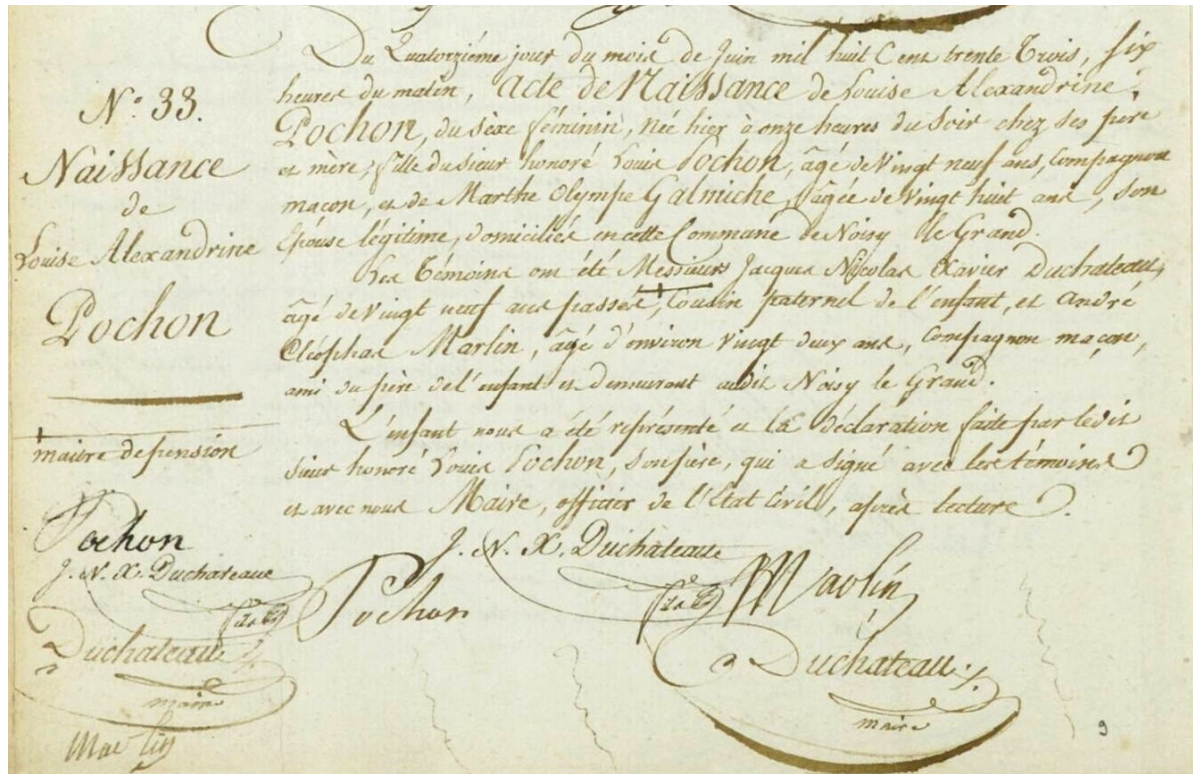 N.° 33.
Naissance
de
Louise Alexandrine
Pochon
maitre de pension
Pochon
J. N. X. Duchateau
Duchateau
maire
Marlin
Du Quatorzième jour du mois de Juin mil huit Cent trente Trois, six
heures du matin, Acte de Naissance de Louise Alexandrine,
Pochon, du sèxe féminin, née hier à onze heures du soir chez ses père
et mère, fille du sieur honoré Louis Pochon, âgé de Vingt neuf ans, Compagnon
maçon, et de Marthe Olympe Galmiche, âgée de Vingt huit ans, son
Epouse légitime, domiciliés en cette Commune de Noisy le Grand.
Les Témoins ont été Messieurs Jacques Nicolas Xavier Duchateau,
âgé de vingt neuf ans passés, Cousin paternel de l'enfant, et André
Cléophas Marlin, âgé d'environ vingt deux ans, Compagnon maçon,
ami du père de l'enfant et demeurant audit Noisy le Grand.
L'enfant nous a été représenté et la déclaration faite par ledit
sieur honoré Louis Pochon, son père, qui a signé avec les témoins
et avec nous Maire, officier de l'Etat Civil, après lecture.
J. N. X. Duchateau
Pochon
Marlin
Duchateau
maire
9